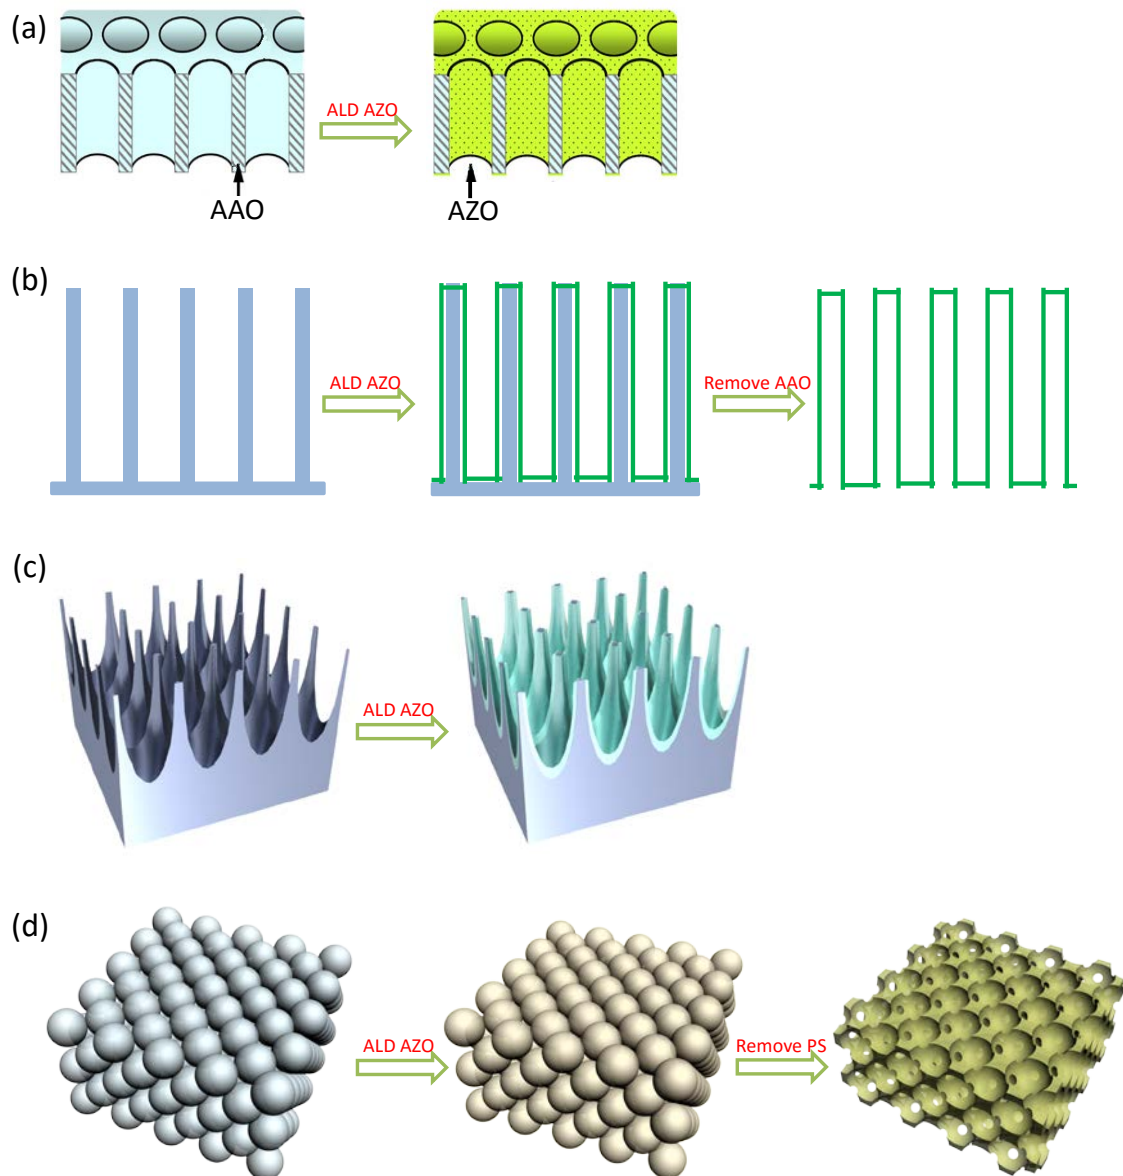 (a)
ALD AZO
AAO
AZO
(b)
ALD AZO
Remove AAO
(c)
ALD AZO
(d)
ALD AZO
Remove PS